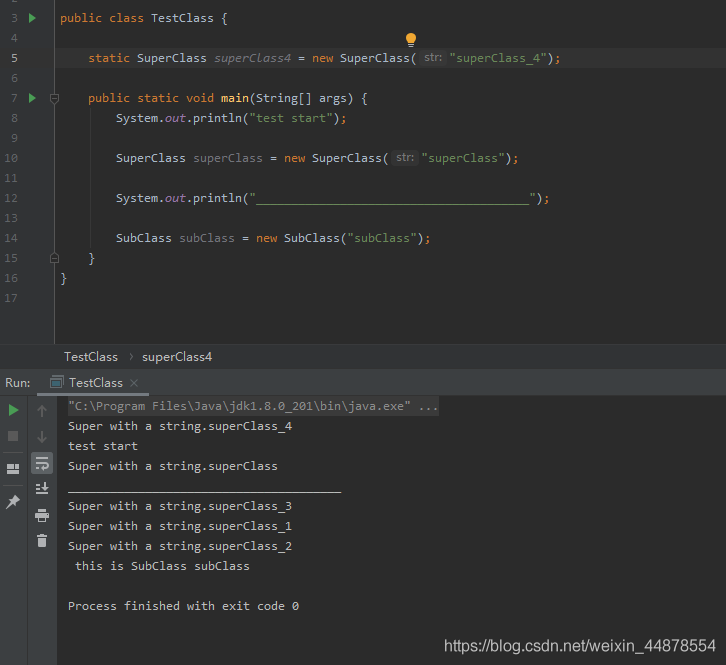 3 public class TestClass {
4
5 static SuperClass superClass4 = new SuperClass( str: "superClass_4");
6
7 public static void main(String[] args) {
8 System.out.println("test start");
9
10 SuperClass superClass = new SuperClass( str: "superClass");
11
12 System.out.println("_______________________________________");
13
14 SubClass subClass = new SubClass("subClass");
15 }
16 }
17
TestClass › superClass4
Run: TestClass ×
"C:\Program Files\Java\jdk1.8.0_201\bin\java.exe" ...
Super with a string.superClass_4
test start
Super with a string.superClass
_______________________________________
Super with a string.superClass_3
Super with a string.superClass_1
Super with a string.superClass_2
this is SubClass subClass
Process finished with exit code 0
https://blog.csdn.net/weixin_44878554